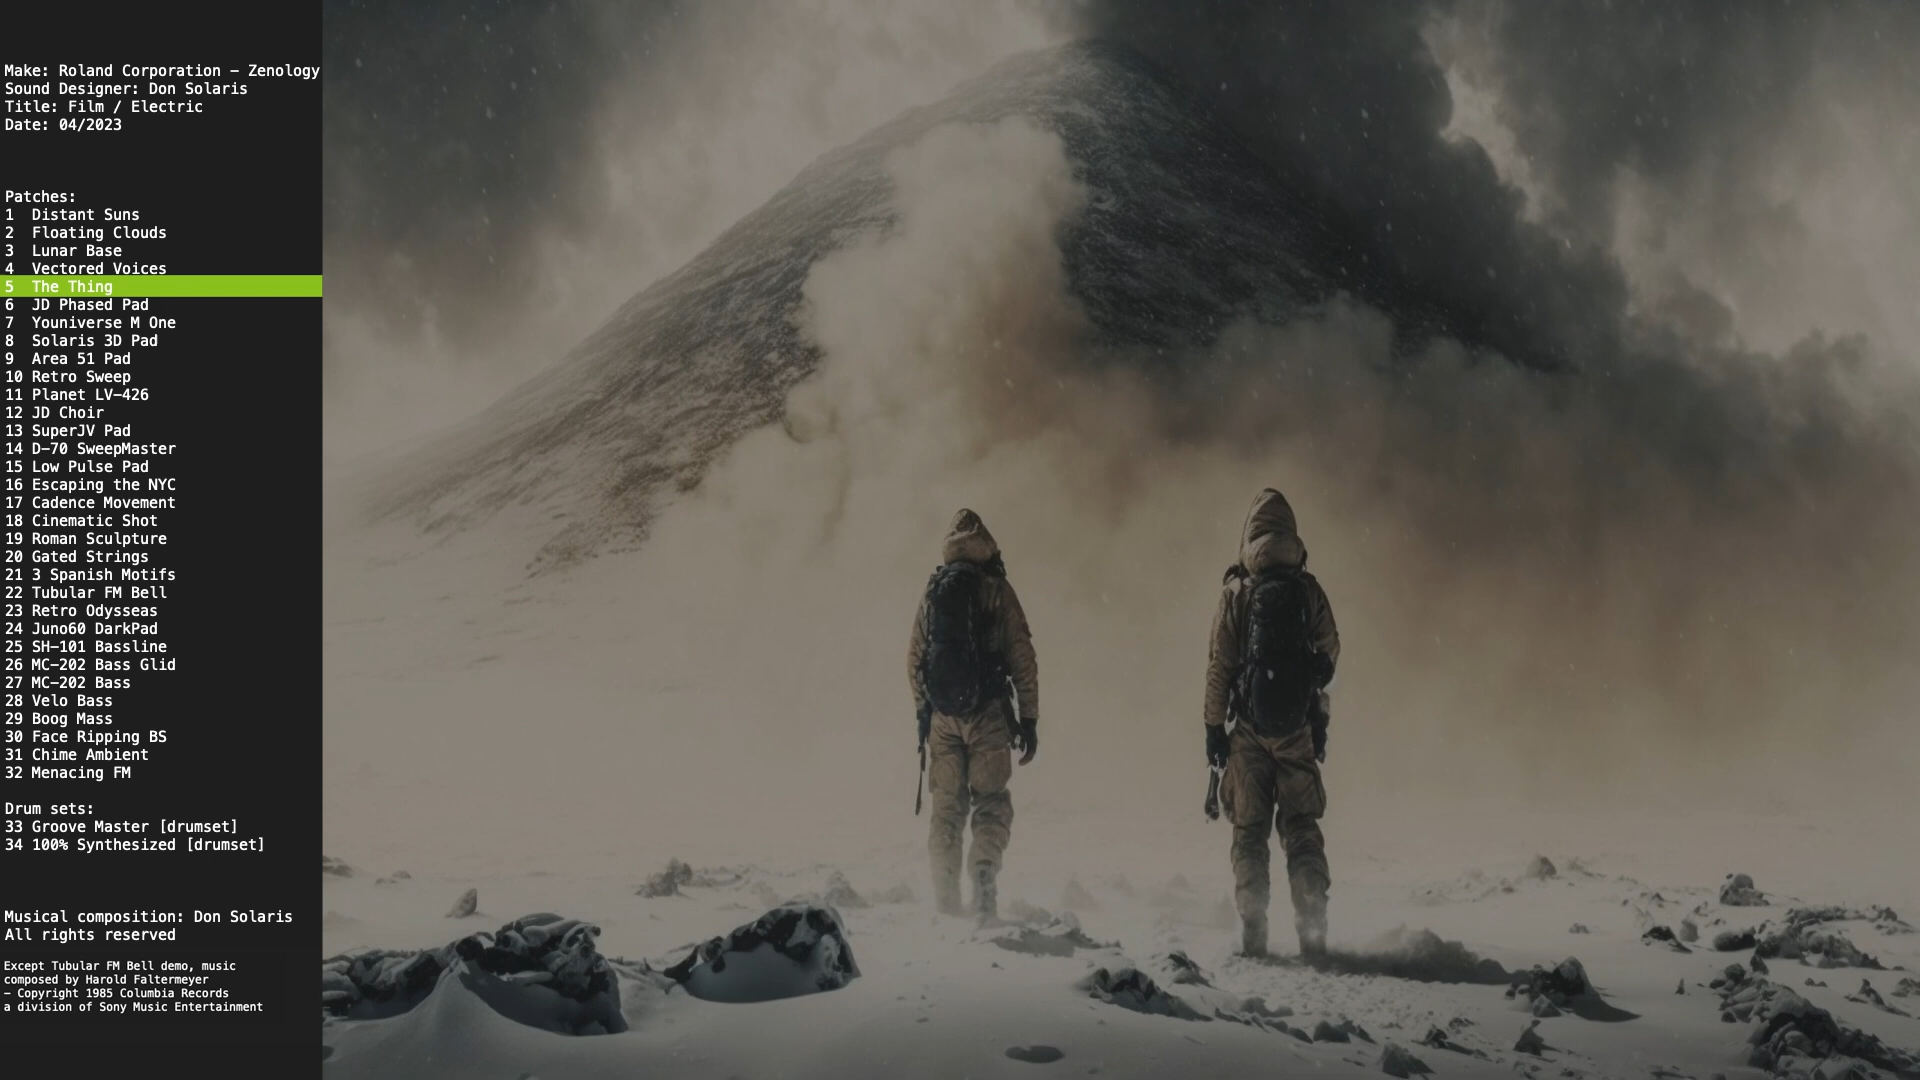 Make: Roland Corporation – Zenology
Sound Designer: Don Solaris
Title: Film / Electric
Date: 04/2023
Patches:
1 Distant Suns
2 Floating Clouds
3 Lunar Base
4 Vectored Voices
5 The Thing
6 JD Phased Pad
7 Youniverse M One
8 Solaris 3D Pad
9 Area 51 Pad
10 Retro Sweep
11 Planet LV–426
12 JD Choir
13 SuperJV Pad
14 D–70 SweepMaster
15 Low Pulse Pad
16 Escaping the NYC
17 Cadence Movement
18 Cinematic Shot
19 Roman Sculpture
20 Gated Strings
21 3 Spanish Motifs
22 Tubular FM Bell
23 Retro Odysseas
24 Juno60 DarkPad
25 SH–101 Bassline
26 MC–202 Bass Glid
27 MC–202 Bass
28 Velo Bass
29 Boog Mass
30 Face Ripping BS
31 Chime Ambient
32 Menacing FM
Drum sets:
33 Groove Master [drumset]
34 100% Synthesized [drumset]
Musical composition: Don Solaris
All rights reserved
Except Tubular FM Bell demo, music
composed by Harold Faltermeyer
– Copyright 1985 Columbia Records
a division of Sony Music Entertainment